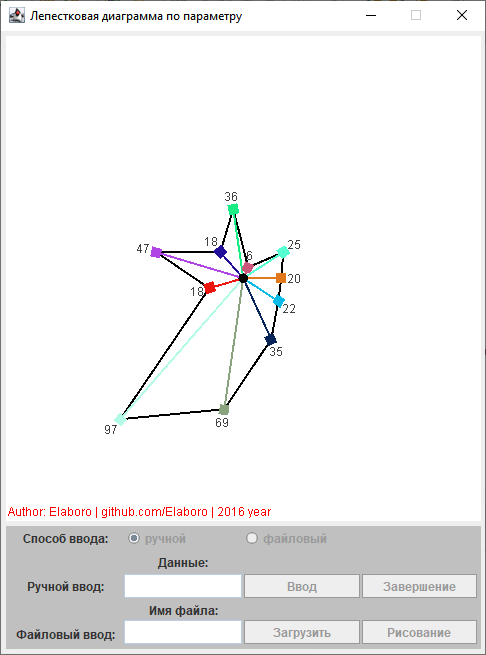 Лепестковая диаграмма по параметру
36
18
47
6
25
20
18
22
35
69
97
Author: Elaboro | github.com/Elaboro | 2016 year
Способ ввода: ручной файловый
Данные:
Ручной ввод: Ввод Завершение
Имя файла:
Файловый ввод: Загрузить Рисование